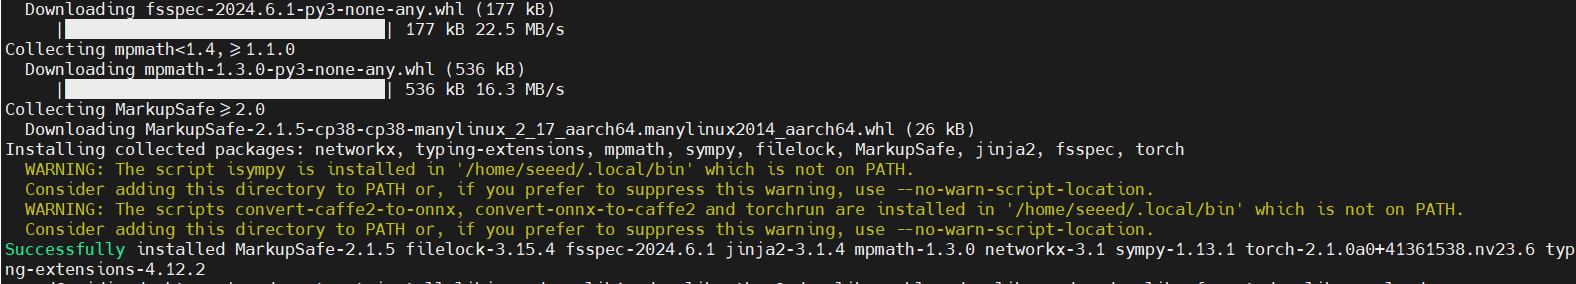 Downloading fsspec-2024.6.1-py3-none-any.whl (177 kB)
| | 177 kB 22.5 MB/s
Collecting mpmath<1.4,≥1.1.0
Downloading mpmath-1.3.0-py3-none-any.whl (536 kB)
| | 536 kB 16.3 MB/s
Collecting MarkupSafe≥2.0
Downloading MarkupSafe-2.1.5-cp38-cp38-manylinux_2_17_aarch64.manylinux2014_aarch64.whl (26 kB)
Installing collected packages: networkx, typing-extensions, mpmath, sympy, filelock, MarkupSafe, jinja2, fsspec, torch
WARNING: The script isympy is installed in '/home/seeed/.local/bin' which is not on PATH.
Consider adding this directory to PATH or, if you prefer to suppress this warning, use --no-warn-script-location.
WARNING: The scripts convert-caffe2-to-onnx, convert-onnx-to-caffe2 and torchrun are installed in '/home/seeed/.local/bin' which is not on PATH.
Consider adding this directory to PATH or, if you prefer to suppress this warning, use --no-warn-script-location.
Successfully installed MarkupSafe-2.1.5 filelock-3.15.4 fsspec-2024.6.1 jinja2-3.1.4 mpmath-1.3.0 networkx-3.1 sympy-1.13.1 torch-2.1.0a0+41361538.nv23.6 typ
ng-extensions-4.12.2